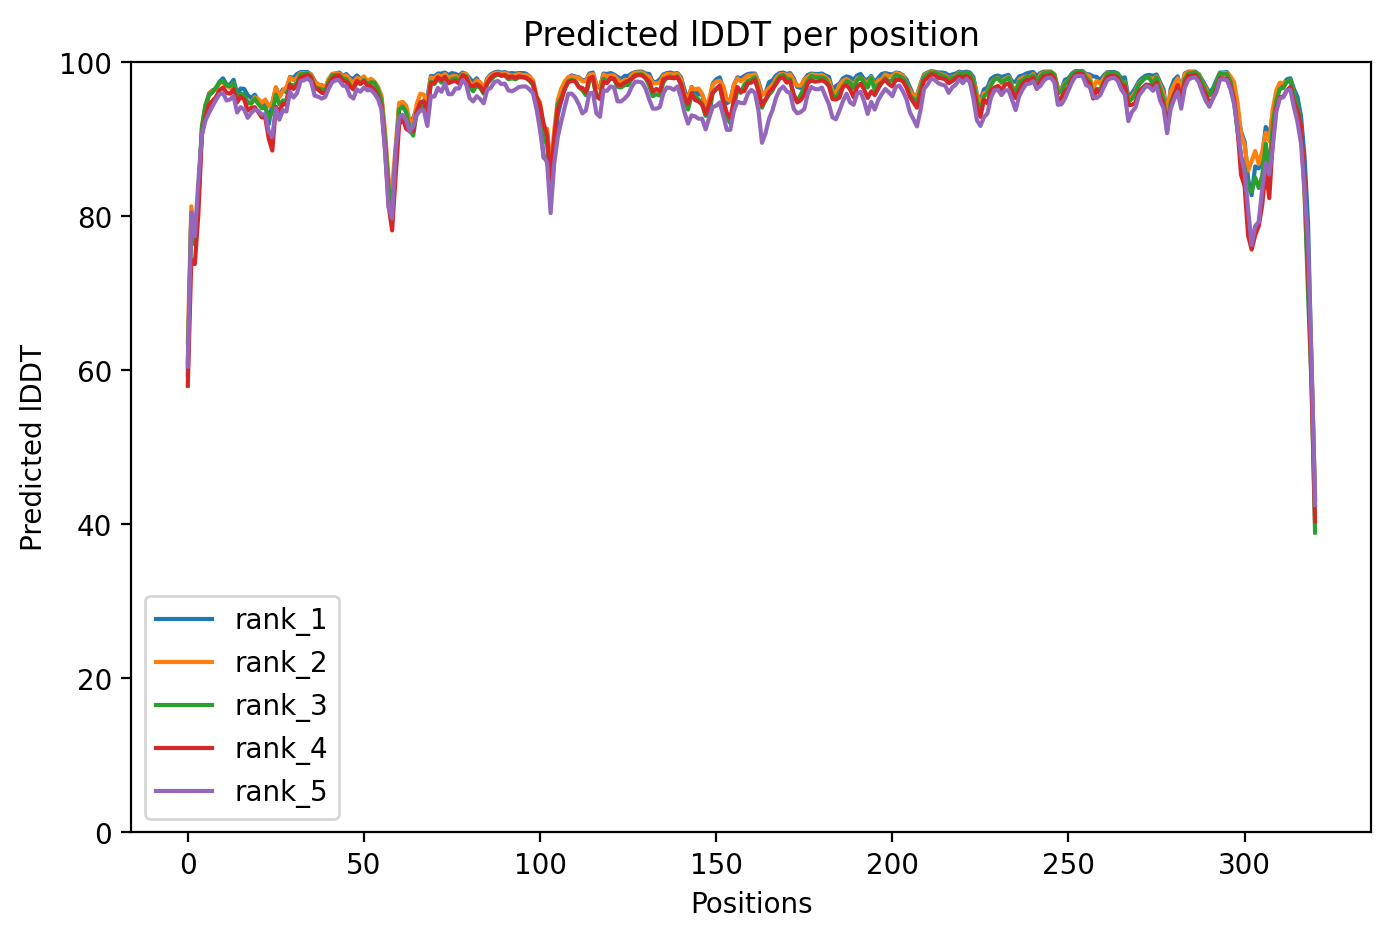 Predicted lDDT per position
100
80
60
40
20
0
Predicted lDDT
rank_1
rank_2
rank_3
rank_4
rank_5
0 50 100 150 200 250 300
Positions